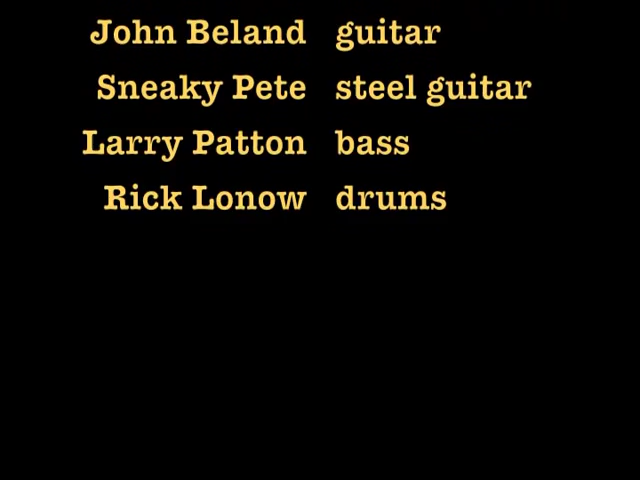 John Beland guitar
Sneaky Pete steel guitar
Larry Patton bass
Rick Lonow drums